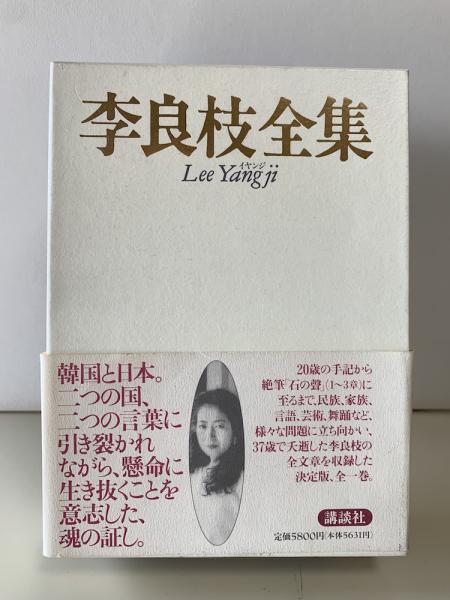 李良枝全集
イヤンジ
Lee Yangji
韓国と日本。
二つの国、
二つの言葉に
引き裂かれ
ながら、懸命に
生き抜くことを
意志した、
魂の証し。
20歳の手記から
絶筆「石の聲」(1〜3章)に
至るまで、民族、家族、
言語、芸術、舞踊など、
様々な問題に立ち向かい、
37歳で夭逝した李良枝の
全文章を収録した
決定版、全一巻。
講談社
定価5800円(本体5631円)